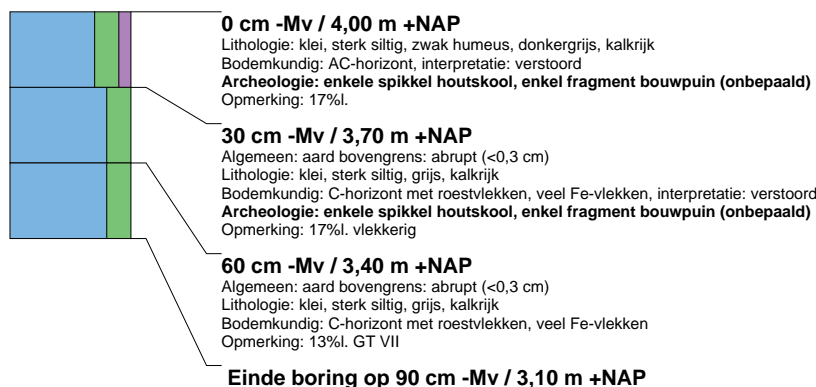 0 cm -Mv / 4,00 m +NAP
Lithologie: klei, sterk siltig, zwak humeus, donkergrijs, kalkrijk
Bodemkundig: AC-horizont, interpretatie: verstoord
Archeologie: enkele spikkel houtskool, enkel fragment bouwpuin (onbepaald)
Opmerking: 17%l.
30 cm -Mv / 3,70 m +NAP
Algemeen: aard bovengrens: abrupt (<0,3 cm)
Lithologie: klei, sterk siltig, grijs, kalkrijk
Bodemkundig: C-horizont met roestvlekken, veel Fe-vlekken, interpretatie: verstoord
Archeologie: enkele spikkel houtskool, enkel fragment bouwpuin (onbepaald)
Opmerking: 17%l. vlekkerig
60 cm -Mv / 3,40 m +NAP
Algemeen: aard bovengrens: abrupt (<0,3 cm)
Lithologie: klei, sterk siltig, grijs, kalkrijk
Bodemkundig: C-horizont met roestvlekken, veel Fe-vlekken
Opmerking: 13%l. GT VII
Einde boring op 90 cm -Mv / 3,10 m +NAP